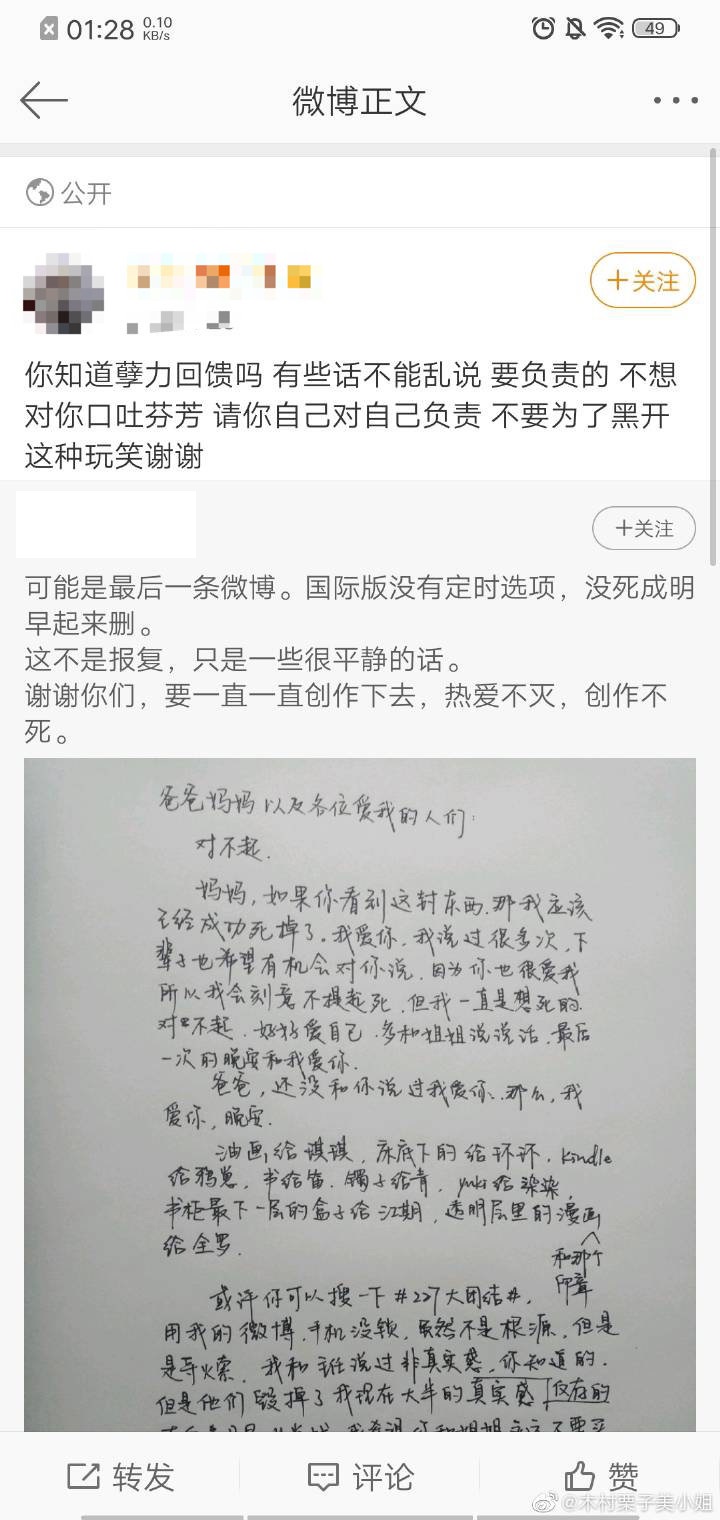 01:28
0.10
KB/s
49
微博正文
公开
+关注
你知道孽力回馈吗 有些话不能乱说 要负责的 不想
对你口吐芬芳 请你自己对自己负责 不要为了黑开
这种玩笑谢谢
+关注
可能是最后一条微博。国际版没有定时选项，没死成明
早起来删。
这不是报复，只是一些很平静的话。
谢谢你们，要一直一直创作下去，热爱不灭，创作不
死。
爸爸妈妈以及各位爱我的人们：
对不起.
妈妈，如果你看到这封东西.那我应该
已经成功死掉了。我爱你.我说过很多次，下
辈子也希望有机会对你说.因为你也很爱我
所以我会刻意不提起死.但我一直是想死的.
对不起.好好爱自己.多和姐姐说说话.最后
一次的晚安和我爱你.
爸爸，还没和你说过我爱你.那么，我
爱你，晚安.
油画给琪琪，床底下的给环环.kindle
给鸦崽，书给笛.镯子给青.ymki给染染，
书柜最下一层的盒子给江期，透明层里的漫画
和那个
印章
给全罗.
或许你可以搜一下#227大团结#，
用我的微博.手机没锁，虽然不是根源，但是
是导火索.我和主任说过非真实感.你知道的.
但是他们毁掉了我现在大半的真实感仅存的
转发
评论
赞
@木村栗子美小姐